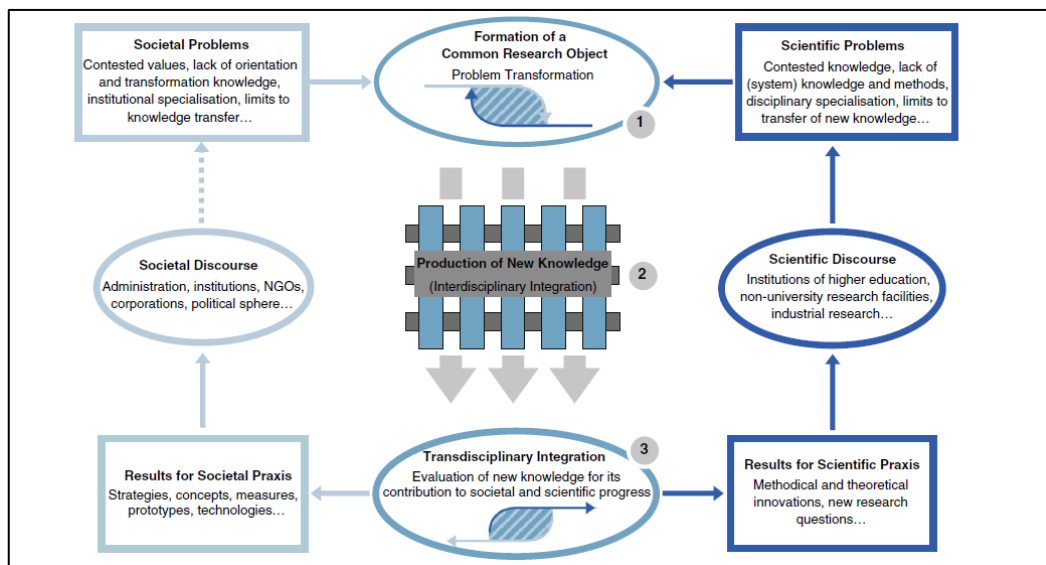 Societal Problems
Contested values, lack of orientation
and transformation knowledge,
institutional specialisation, limits to
knowledge transfer…
Formation of a
Common Research Object
Problem Transformation
1
Scientific Problems
Contested knowledge, lack of
(system) knowledge and methods,
disciplinary specialisation, limits to
transfer of new knowledge…
Societal Discourse
Administration, institutions, NGOs,
corporations, political sphere…
Production of New Knowledge
(Interdisciplinary Integration)
2
Scientific Discourse
Institutions of higher education,
non-university research facilities,
industrial research…
Results for Societal Praxis
Strategies, concepts, measures,
prototypes, technologies…
3
Transdisciplinary Integration
Evaluation of new knowledge for its
contribution to societal and scientific progress
Results for Scientific Praxis
Methodical and theoretical
innovations, new research
questions…